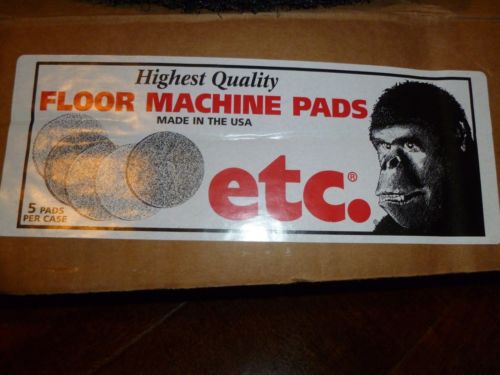 Highest Quality
FLOOR MACHINE PADS
MADE IN THE USA
5 PADS
PER CASE
etc.®